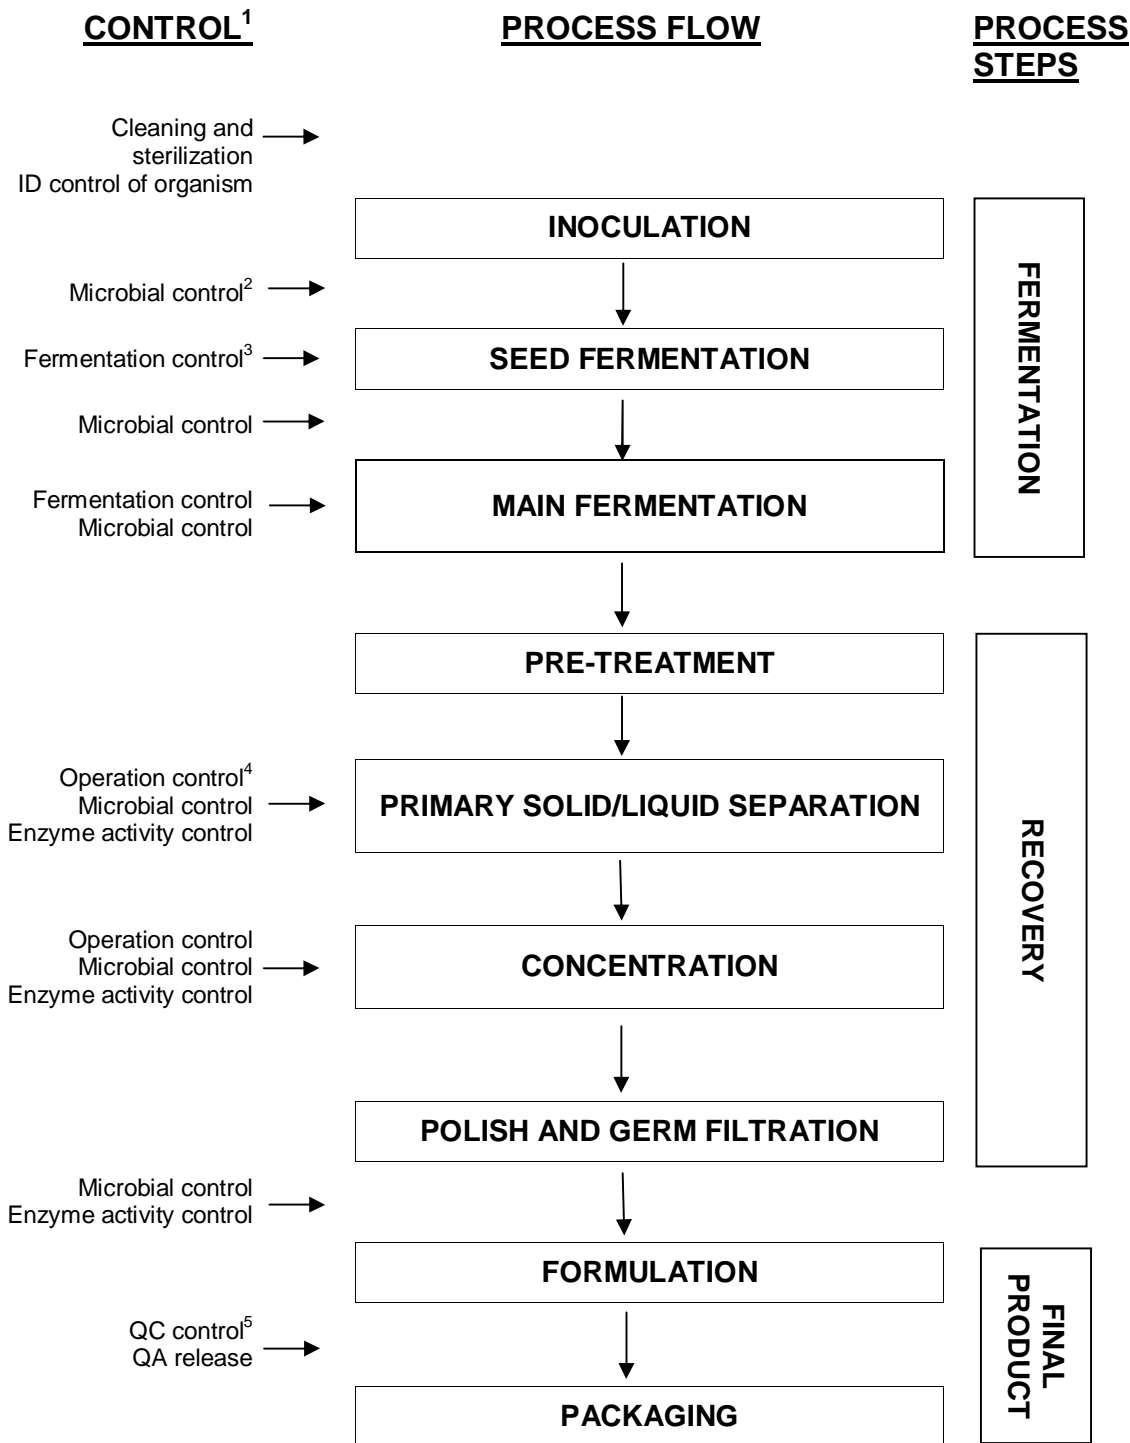 CONTROL1
PROCESS FLOW
PROCESS
STEPS
Cleaning and
sterilization
ID control of organism
INOCULATION
Microbial control2
Fermentation control3
SEED FERMENTATION
Microbial control
Fermentation control
Microbial control
MAIN FERMENTATION
FERMENTATION
PRE-TREATMENT
Operation control4
Microbial control
Enzyme activity control
PRIMARY SOLID/LIQUID SEPARATION
Operation control
Microbial control
Enzyme activity control
CONCENTRATION
POLISH AND GERM FILTRATION
RECOVERY
Microbial control
Enzyme activity control
FORMULATION
QC control5
QA release
PACKAGING
FINAL
PRODUCT